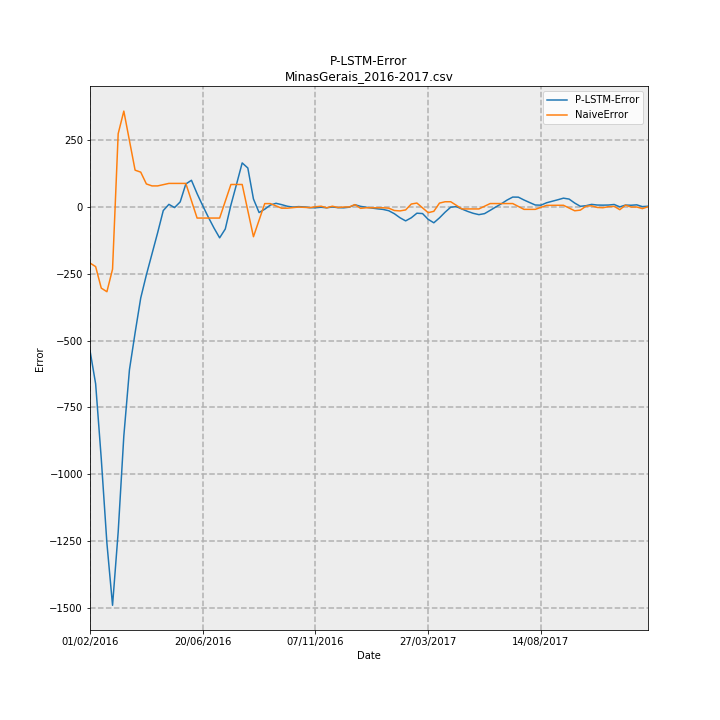 P-LSTM-Error
MinasGerais_2016-2017.csv
P-LSTM-Error
NaiveError
250
0
−250
−500
−750
−1000
−1250
−1500
Error
01/02/2016 20/06/2016 07/11/2016 27/03/2017 14/08/2017
Date